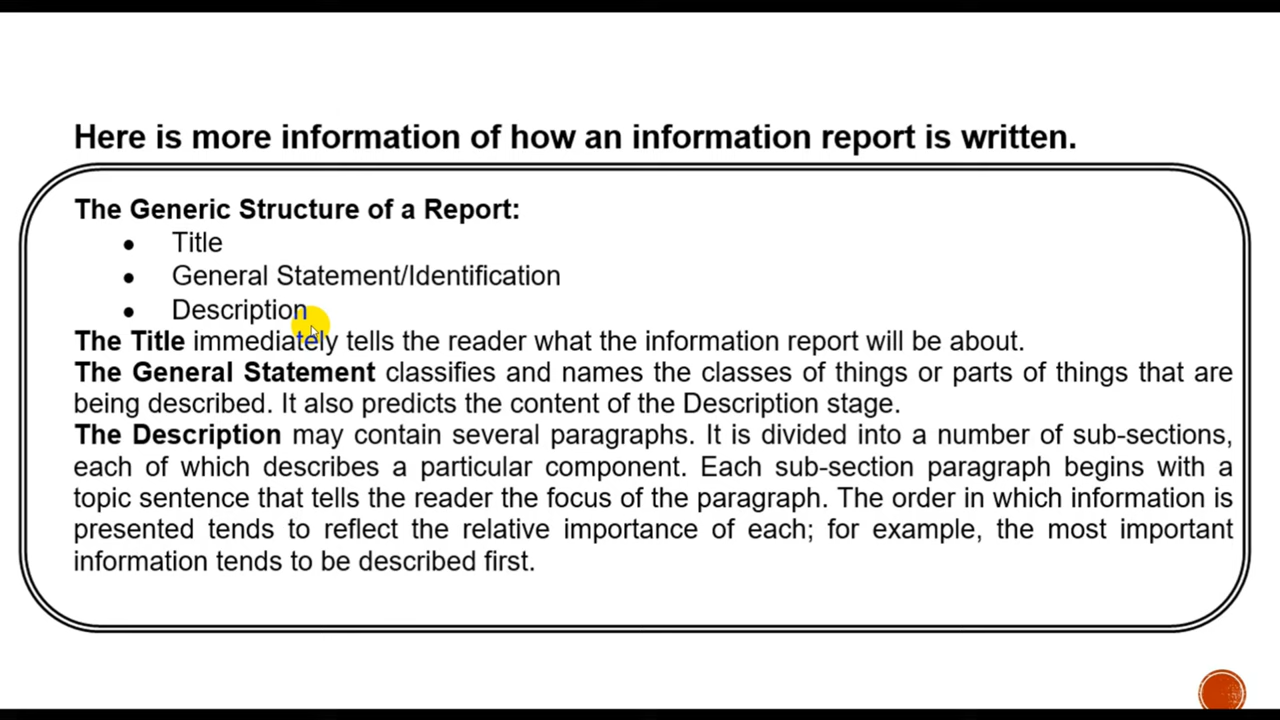 Here is more information of how an information report is written.
The Generic Structure of a Report:
● Title
● General Statement/Identification
● Description
The Title immediately tells the reader what the information report will be about.
The General Statement classifies and names the classes of things or parts of things that are
being described. It also predicts the content of the Description stage.
The Description may contain several paragraphs. It is divided into a number of sub-sections,
each of which describes a particular component. Each sub-section paragraph begins with a
topic sentence that tells the reader the focus of the paragraph. The order in which information is
presented tends to reflect the relative importance of each; for example, the most important
information tends to be described first.